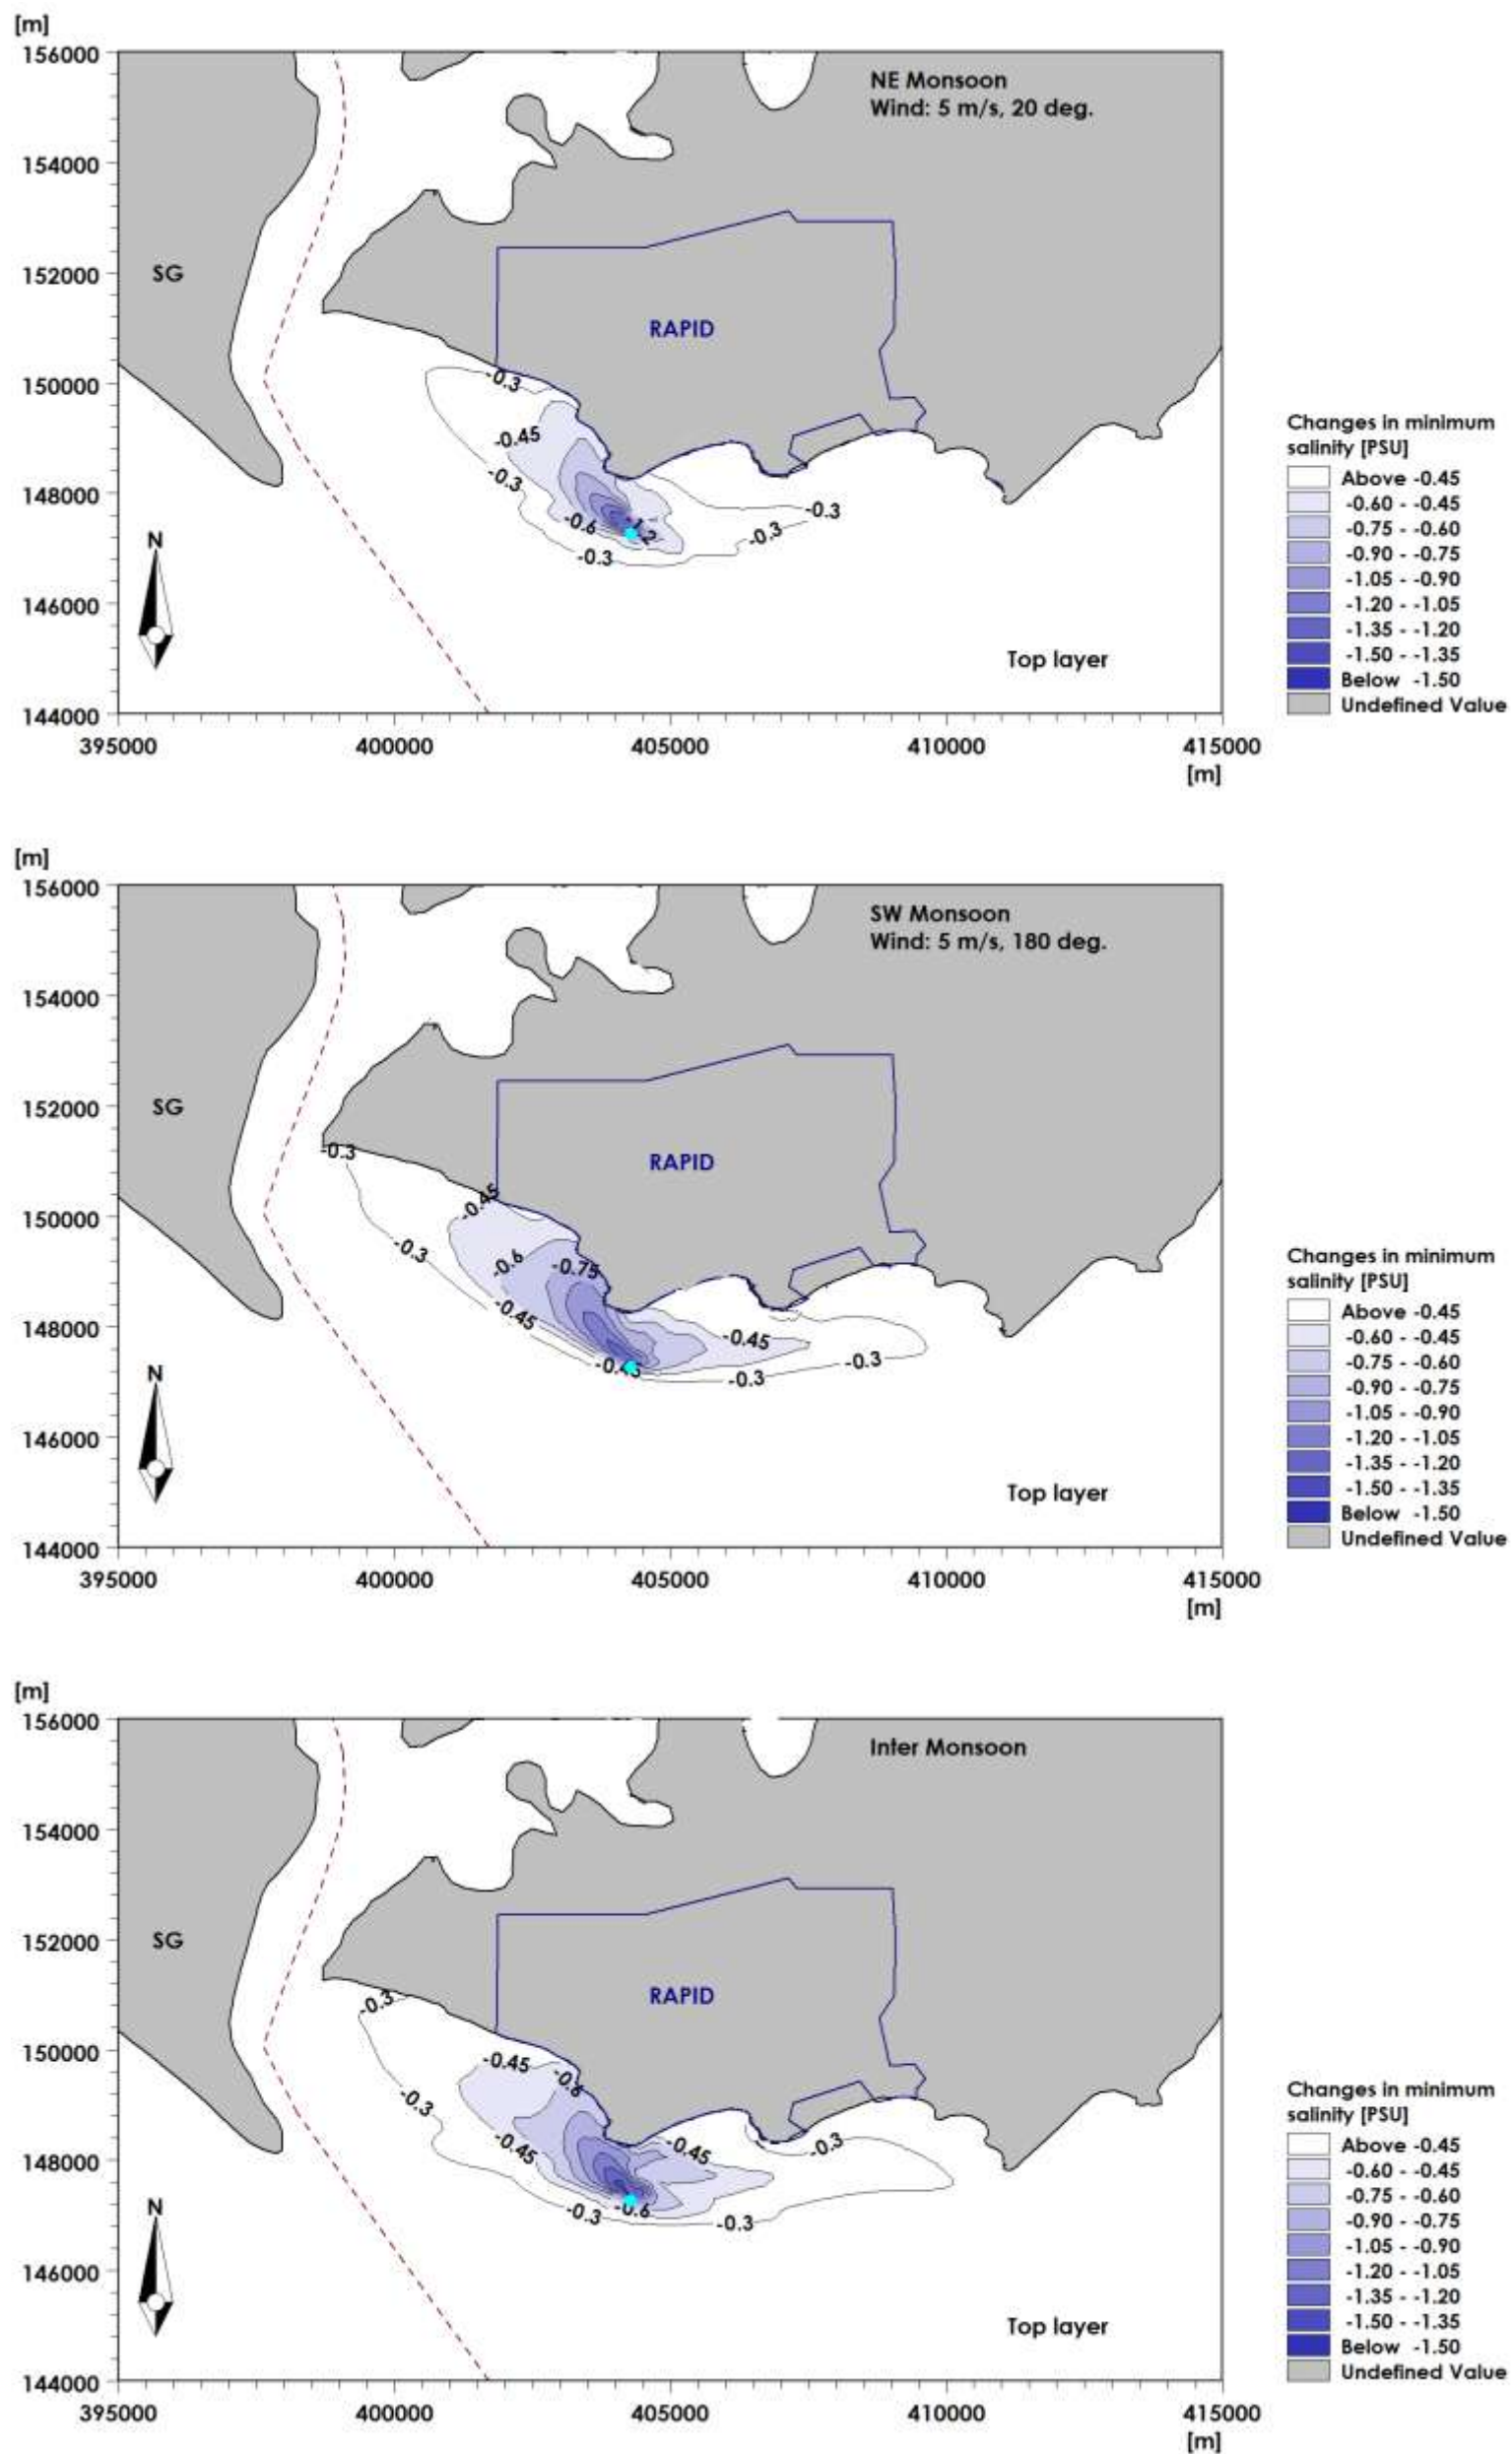 [m]
156000
NE Monsoon
Wind: 5 m/s, 20 deg.
154000
SG
152000
RAPID
150000
-0.3
-0.45
-0.3
148000
-0.3
-0.6
-1.2
-0.3
-0.3
N
146000
Top layer
144000
395000
400000
405000
410000
415000
[m]
Changes in minimum
salinity [PSU]
Above -0.45
-0.60 - -0.45
-0.75 - -0.60
-0.90 - -0.75
-1.05 - -0.90
-1.20 - -1.05
-1.35 - -1.20
-1.50 - -1.35
Below -1.50
Undefined Value
[m]
156000
SW Monsoon
Wind: 5 m/s, 180 deg.
154000
SG
152000
RAPID
-0.3
-0.45
150000
-0.3
-0.6
-0.75
-0.45
148000
-0.45
-0.45
-0.3
-0.3
N
146000
Top layer
144000
395000
400000
405000
410000
415000
[m]
Changes in minimum
salinity [PSU]
Above -0.45
-0.60 - -0.45
-0.75 - -0.60
-0.90 - -0.75
-1.05 - -0.90
-1.20 - -1.05
-1.35 - -1.20
-1.50 - -1.35
Below -1.50
Undefined Value
[m]
156000
Inter Monsoon
154000
SG
152000
RAPID
-0.3
150000
-0.45
-0.6
-0.3
-0.45
-0.45
-0.3
148000
-0.3
-0.6
-0.3
N
146000
Top layer
144000
395000
400000
405000
410000
415000
[m]
Changes in minimum
salinity [PSU]
Above -0.45
-0.60 - -0.45
-0.75 - -0.60
-0.90 - -0.75
-1.05 - -0.90
-1.20 - -1.05
-1.35 - -1.20
-1.50 - -1.35
Below -1.50
Undefined Value